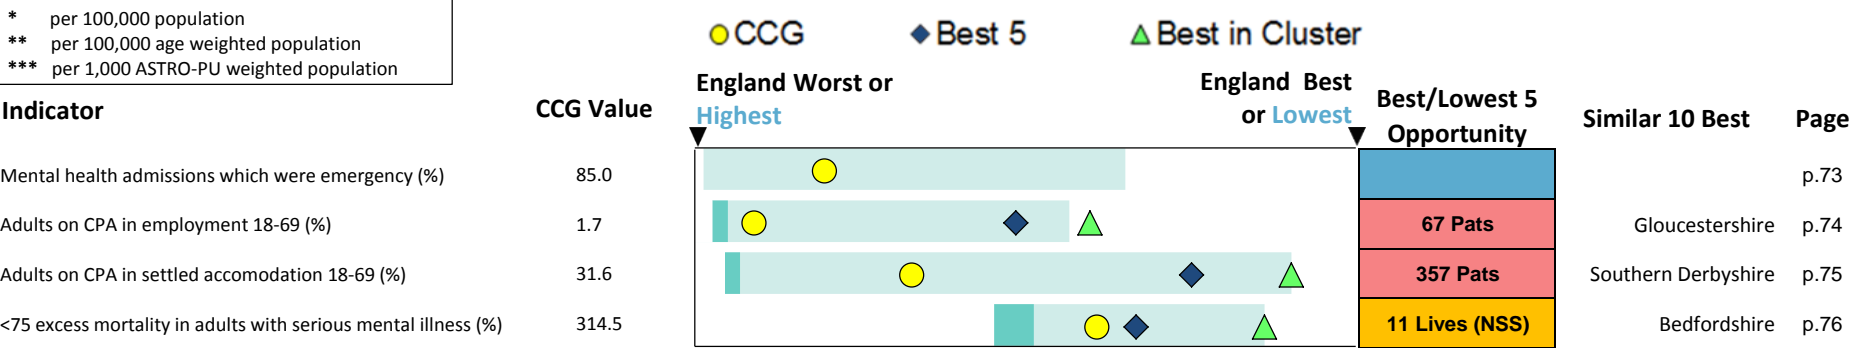 * per 100,000 population
** per 100,000 age weighted population
*** per 1,000 ASTRO-PU weighted population
CCG Best 5 Best in Cluster
Indicator CCG Value England Worst or Highest England Best or Lowest Best/Lowest 5 Opportunity Similar 10 Best Page
Mental health admissions which were emergency (%) 85.0 p.73
Adults on CPA in employment 18-69 (%) 1.7 67 Pats Gloucestershire p.74
Adults on CPA in settled accomodation 18-69 (%) 31.6 357 Pats Southern Derbyshire p.75
<75 excess mortality in adults with serious mental illness (%) 314.5 11 Lives (NSS) Bedfordshire p.76